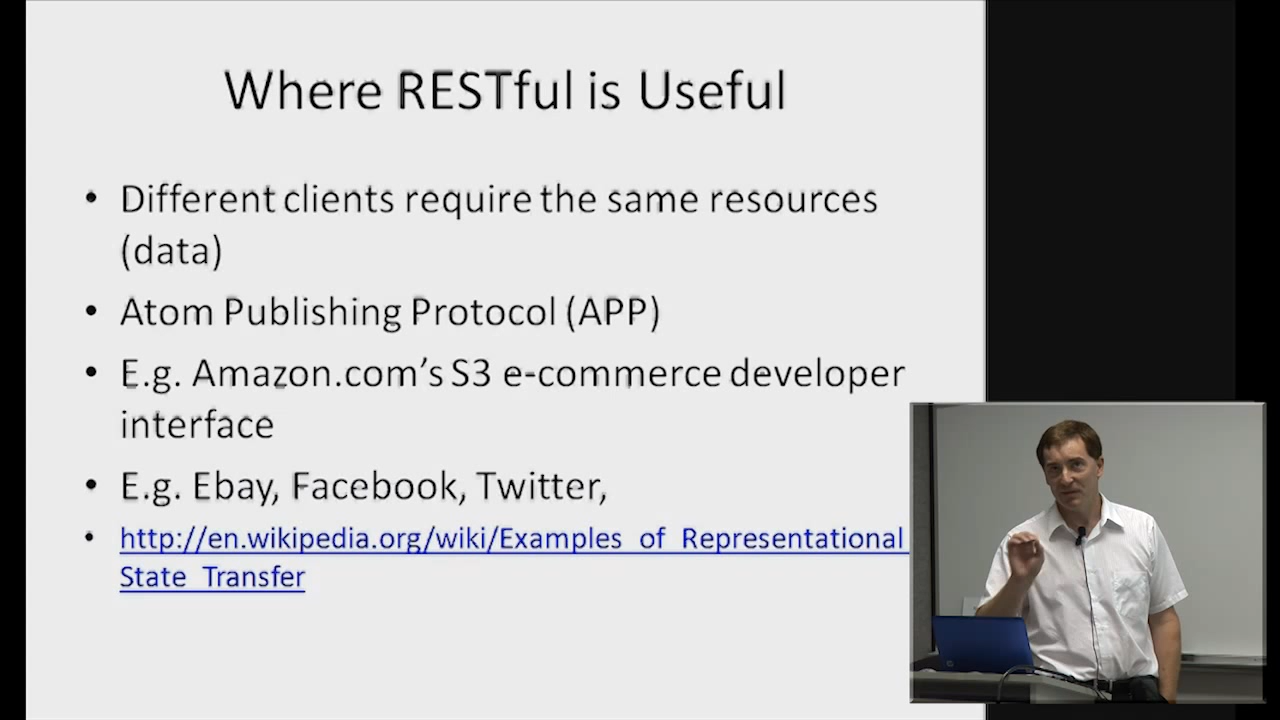 Where RESTful is Useful
• Different clients require the same resources
(data)
• Atom Publishing Protocol (APP)
• E.g. Amazon.com’s S3 e-commerce developer
interface
• E.g. Ebay, Facebook, Twitter,
• http://en.wikipedia.org/wiki/Examples_of_Representational_
State_Transfer